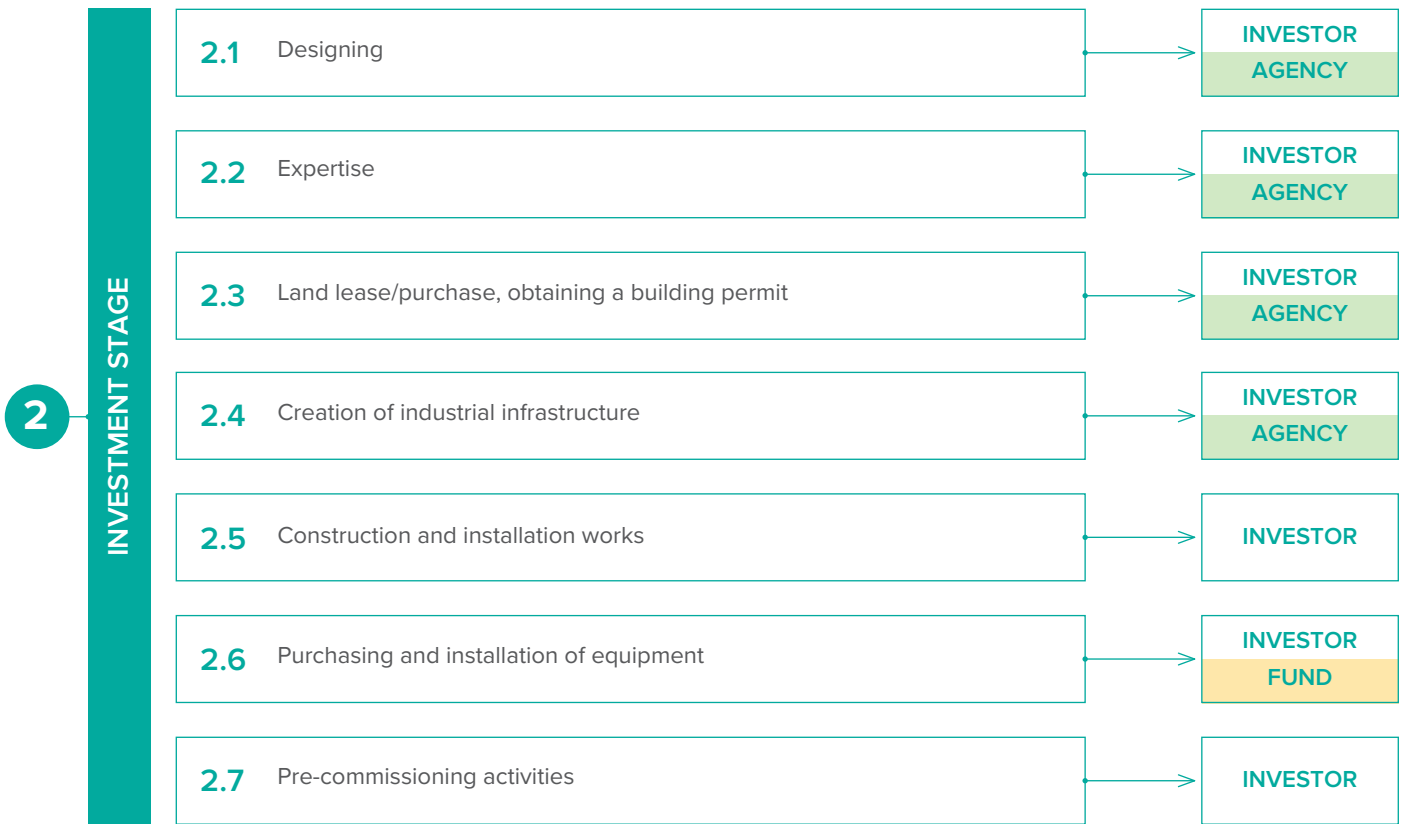 2
INVESTMENT STAGE
2.1 Designing
INVESTOR
AGENCY
2.2 Expertise
INVESTOR
AGENCY
2.3 Land lease/purchase, obtaining a building permit
INVESTOR
AGENCY
2.4 Creation of industrial infrastructure
INVESTOR
AGENCY
2.5 Construction and installation works
INVESTOR
2.6 Purchasing and installation of equipment
INVESTOR
FUND
2.7 Pre-commissioning activities
INVESTOR